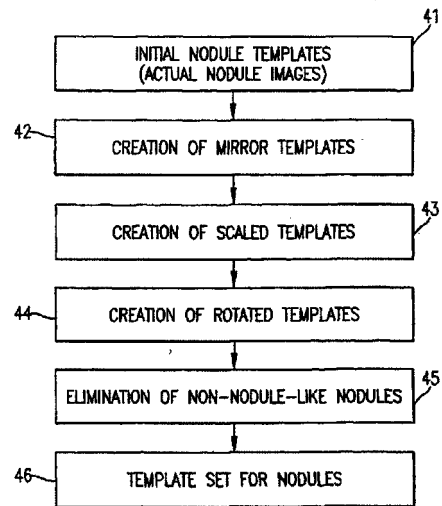 41
INITIAL NODULE TEMPLATES
(ACTUAL NODULE IMAGES)
42
CREATION OF MIRROR TEMPLATES
43
CREATION OF SCALED TEMPLATES
44
CREATION OF ROTATED TEMPLATES
45
ELIMINATION OF NON-NODULE-LIKE NODULES
46
TEMPLATE SET FOR NODULES